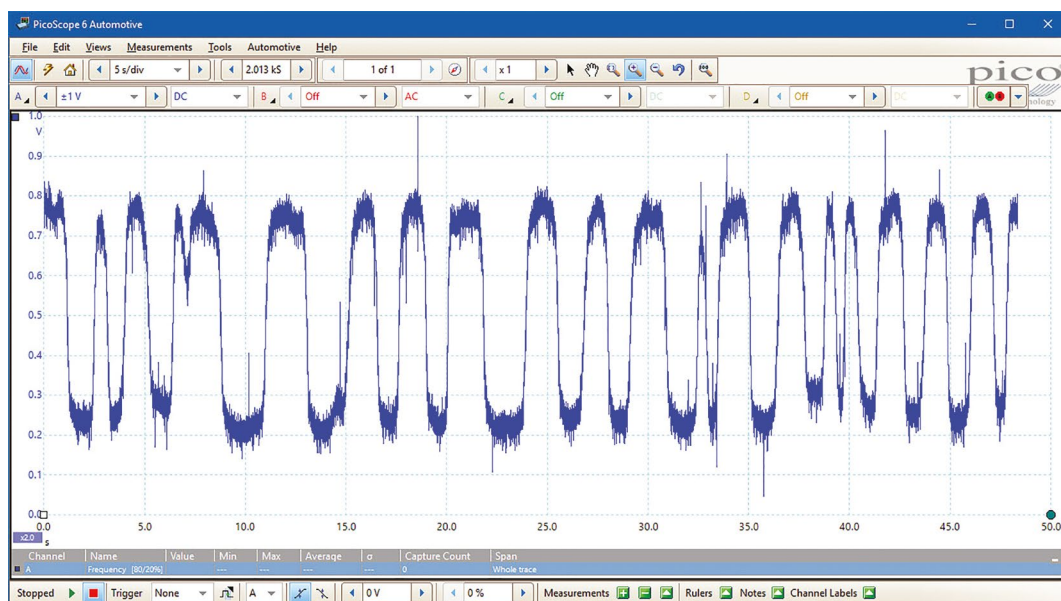 PicoScope 6 Automotive
File Edit Views Measurements Tools Automotive Help
5 s/div 2.013 kS 1 of 1 x 1
pico
A ±1 V DC B Off AC C Off DC D Off DC
1.0
V
0.9
0.8
0.7
0.6
0.5
0.4
0.3
0.2
0.1
0.0
0.0 5.0 10.0 15.0 20.0 25.0 30.0 35.0 40.0 45.0 50.0
x2.0 s
Channel Name Value Min Max Average σ Capture Count Span
A Frequency [80/20%] --- --- --- --- --- 0 Whole trace
Stopped Trigger None A 0 V 0 % Measurements Rulers Notes Channel Labels